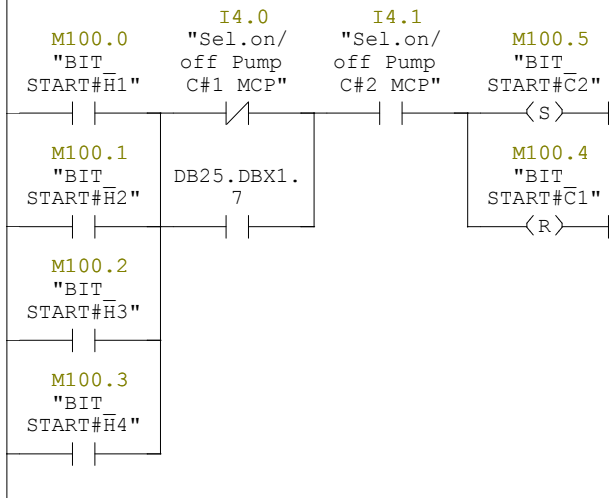 M100.0
"BIT_
START#H1"
I4.0
"Sel.on/
off Pump
C#1 MCP"
I4.1
"Sel.on/
off Pump
C#2 MCP"
M100.5
"BIT_
START#C2"
S
M100.1
"BIT_
START#H2"
DB25.DBX1.
7
M100.4
"BIT_
START#C1"
R
M100.2
"BIT_
START#H3"
M100.3
"BIT_
START#H4"